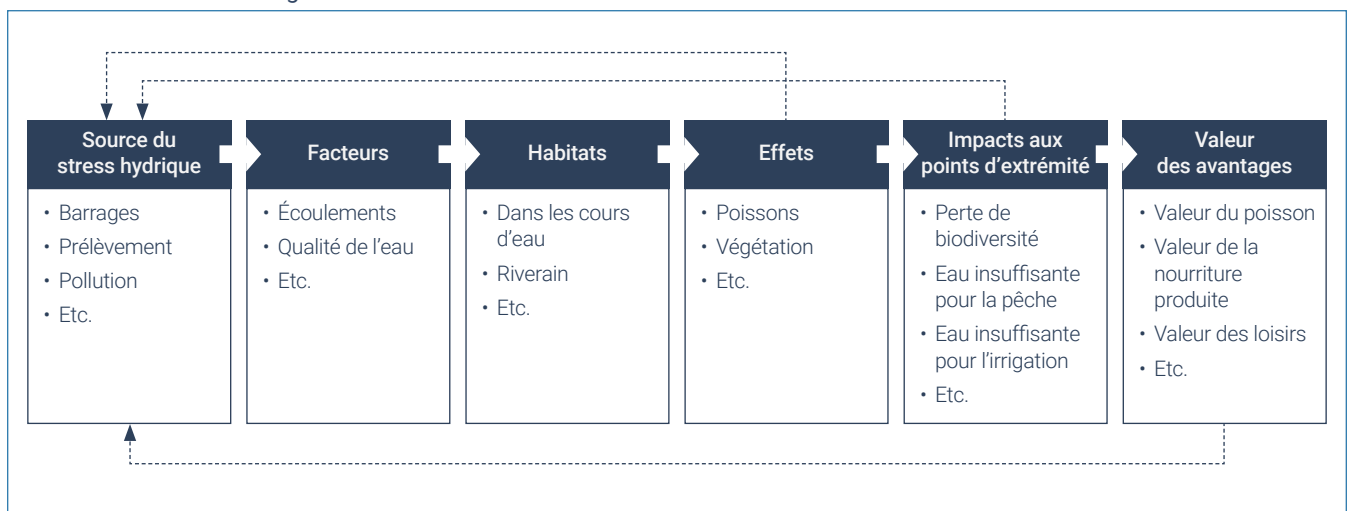 Source du
stress hydrique
• Barrages
• Prélèvement
• Pollution
• Etc.
Facteurs
• Écoulements
• Qualité de l'eau
• Etc.
Habitats
• Dans les cours
d'eau
• Riverain
• Etc.
Effets
• Poissons
• Végétation
• Etc.
Impacts aux
points d'extrémité
• Perte de
biodiversité
• Eau insuffisante
pour la pêche
• Eau insuffisante
pour l'irrigation
• Etc.
Valeur
des avantages
• Valeur du poisson
• Valeur de la
nourriture
produite
• Valeur des loisirs
• Etc.